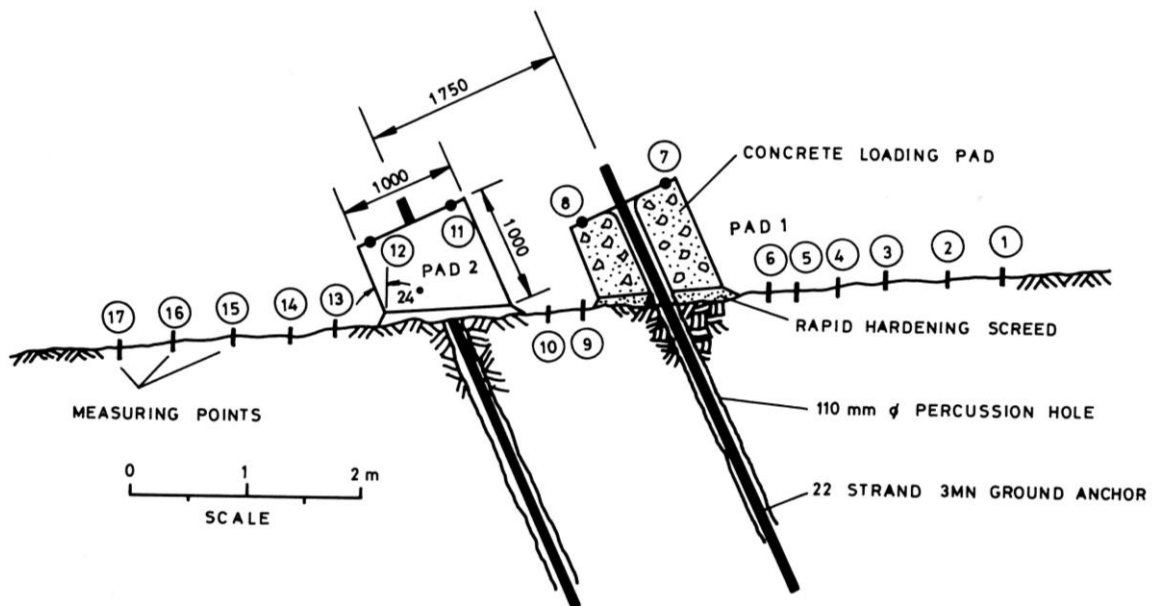 1750
1000
1000
7
CONCRETE LOADING PAD
8
PAD 1
11
12
PAD 2
24°
6
5
4
3
2
1
17
16
15
14
13
10
9
RAPID HARDENING SCREED
MEASURING POINTS
110 mm ϕ PERCUSSION HOLE
0 1 2 m
SCALE
22 STRAND 3MN GROUND ANCHOR